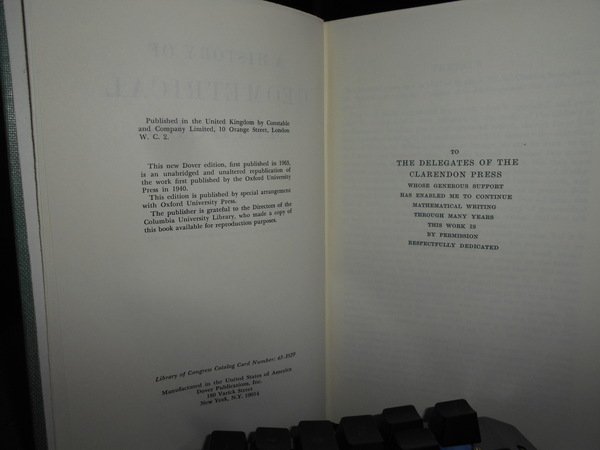 Published in the United Kingdom by Constable
and Company Limited, 10 Orange Street, London
W. C. 2.
This new Dover edition, first published in 1963,
is an unabridged and unaltered republication of
the work first published by the Oxford University
Press in 1940.
This edition is published by special arrangement
with Oxford University Press.
The publisher is grateful to the Directors of the
Columbia University Library, who made a copy of
this book available for reproduction purposes.
Library of Congress Catalog Card Number:
Manufactured in the United States of America
Dover Publications, Inc.
180 Varick Street
New York, N.Y. 10014
TO
THE DELEGATES OF THE
CLARENDON PRESS
WHOSE GENEROUS SUPPORT
HAS ENABLED ME TO CONTINUE
MATHEMATICAL WRITING
THROUGH MANY YEARS
THIS WORK IS
BY PERMISSION
RESPECTFULLY DEDICATED